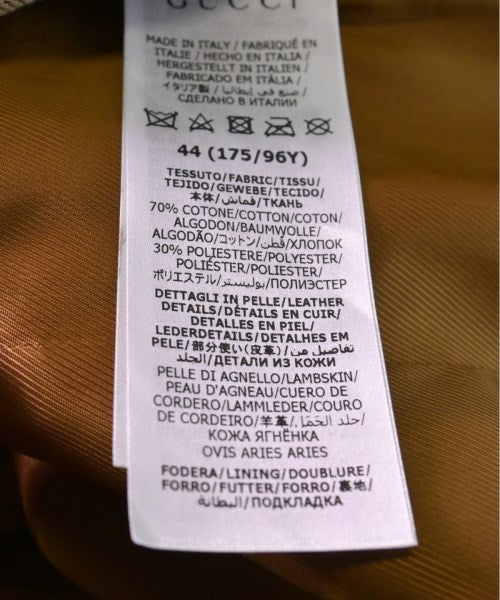 GUCCI
MADE IN ITALY / FABRIQUÉ EN
ITALIE / HECHO EN ITALIA /
HERGESTELLT IN ITALIEN /
FABRICADO EM ITÁLIA /
イタリア製 / صنع في إيطاليا /
СДЕЛАНО В ИТАЛИИ
44 (175/96Y)
TESSUTO/FABRIC/TISSU/
TEJIDO/GEWEBE/TECIDO/
本体/قماش/ТКАНЬ
70% COTONE/COTTON/COTON/
ALGODON/BAUMWOLLE/
ALGODÃO/コットン/قطن/ХЛОПОК
30% POLIESTERE/POLYESTER/
POLIÉSTER/POLIESTER/
ポリエステル/بوليستر/ПОЛИЭСТЕР
DETTAGLI IN PELLE/LEATHER
DETAILS/DÉTAILS EN CUIR/
DETALLES EN PIEL/
LEDERDETAILS/DETALHES EM
PELE/部分使い(皮革)/تفاصيل من
الجلد/ДЕТАЛИ ИЗ КОЖИ
PELLE DI AGNELLO/LAMBSKIN/
PEAU D'AGNEAU/CUERO DE
CORDERO/LAMMLEDER/COURO
DE CORDEIRO/羊革/جلد الحَمَل/
КОЖА ЯГНЁНКА
OVIS ARIES ARIES
FODERA/LINING/DOUBLURE/
FORRO/FUTTER/FORRO/裏地/
البطانة/ПОДКЛАДКА